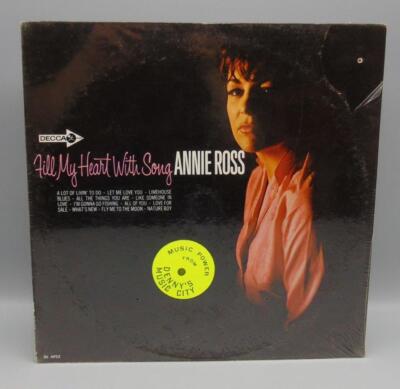 DECCA
Fill My Heart With Song ANNIE ROSS
A LOT OF LIVIN' TO DO - LET ME LOVE YOU - LIMEHOUSE
BLUES - ALL THE THINGS YOU ARE - LIKE SOMEONE IN
LOVE - I'M GONNA GO FISHING - ALL OF YOU - LOVE FOR
SALE - WHAT'S NEW - FLY ME TO THE MOON - NATURE BOY
MUSIC POWER
FROM
DENNY'S
MUSIC CITY